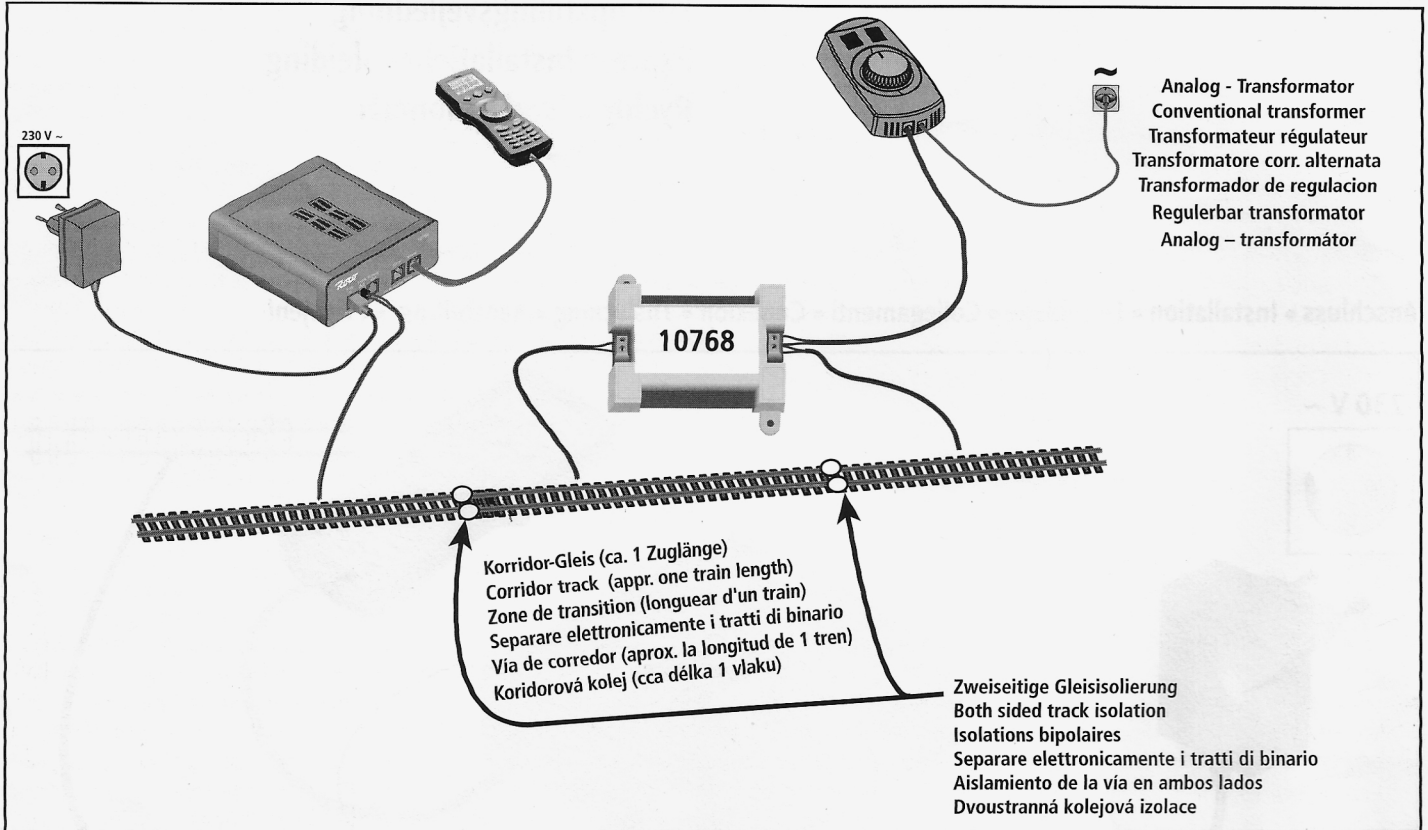 230 V ~
~
Analog - Transformator
Conventional transformer
Transformateur régulateur
Transformatore corr. alternata
Transformador de regulacion
Regulerbar transformator
Analog – transformátor
Roco
10768
Korridor-Gleis (ca. 1 Zuglänge)
Corridor track (appr. one train length)
Zone de transition (longuear d'un train)
Separare elettronicamente i tratti di binario
Vía de corredor (aprox. la longitud de 1 tren)
Koridorová kolej (cca délka 1 vlaku)
Zweiseitige Gleisisolierung
Both sided track isolation
Isolations bipolaires
Separare elettronicamente i tratti di binario
Aislamiento de la vía en ambos lados
Dvoustranná kolejová izolace